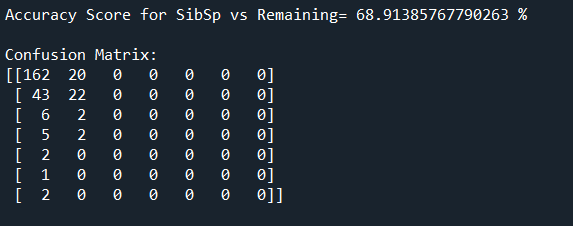 Accuracy Score for SibSp vs Remaining= 68.91385767790263 %

Confusion Matrix:
[[162  20   0   0   0   0   0]
 [ 43  22   0   0   0   0   0]
 [  6   2   0   0   0   0   0]
 [  5   2   0   0   0   0   0]
 [  2   0   0   0   0   0   0]
 [  1   0   0   0   0   0   0]
 [  2   0   0   0   0   0   0]]